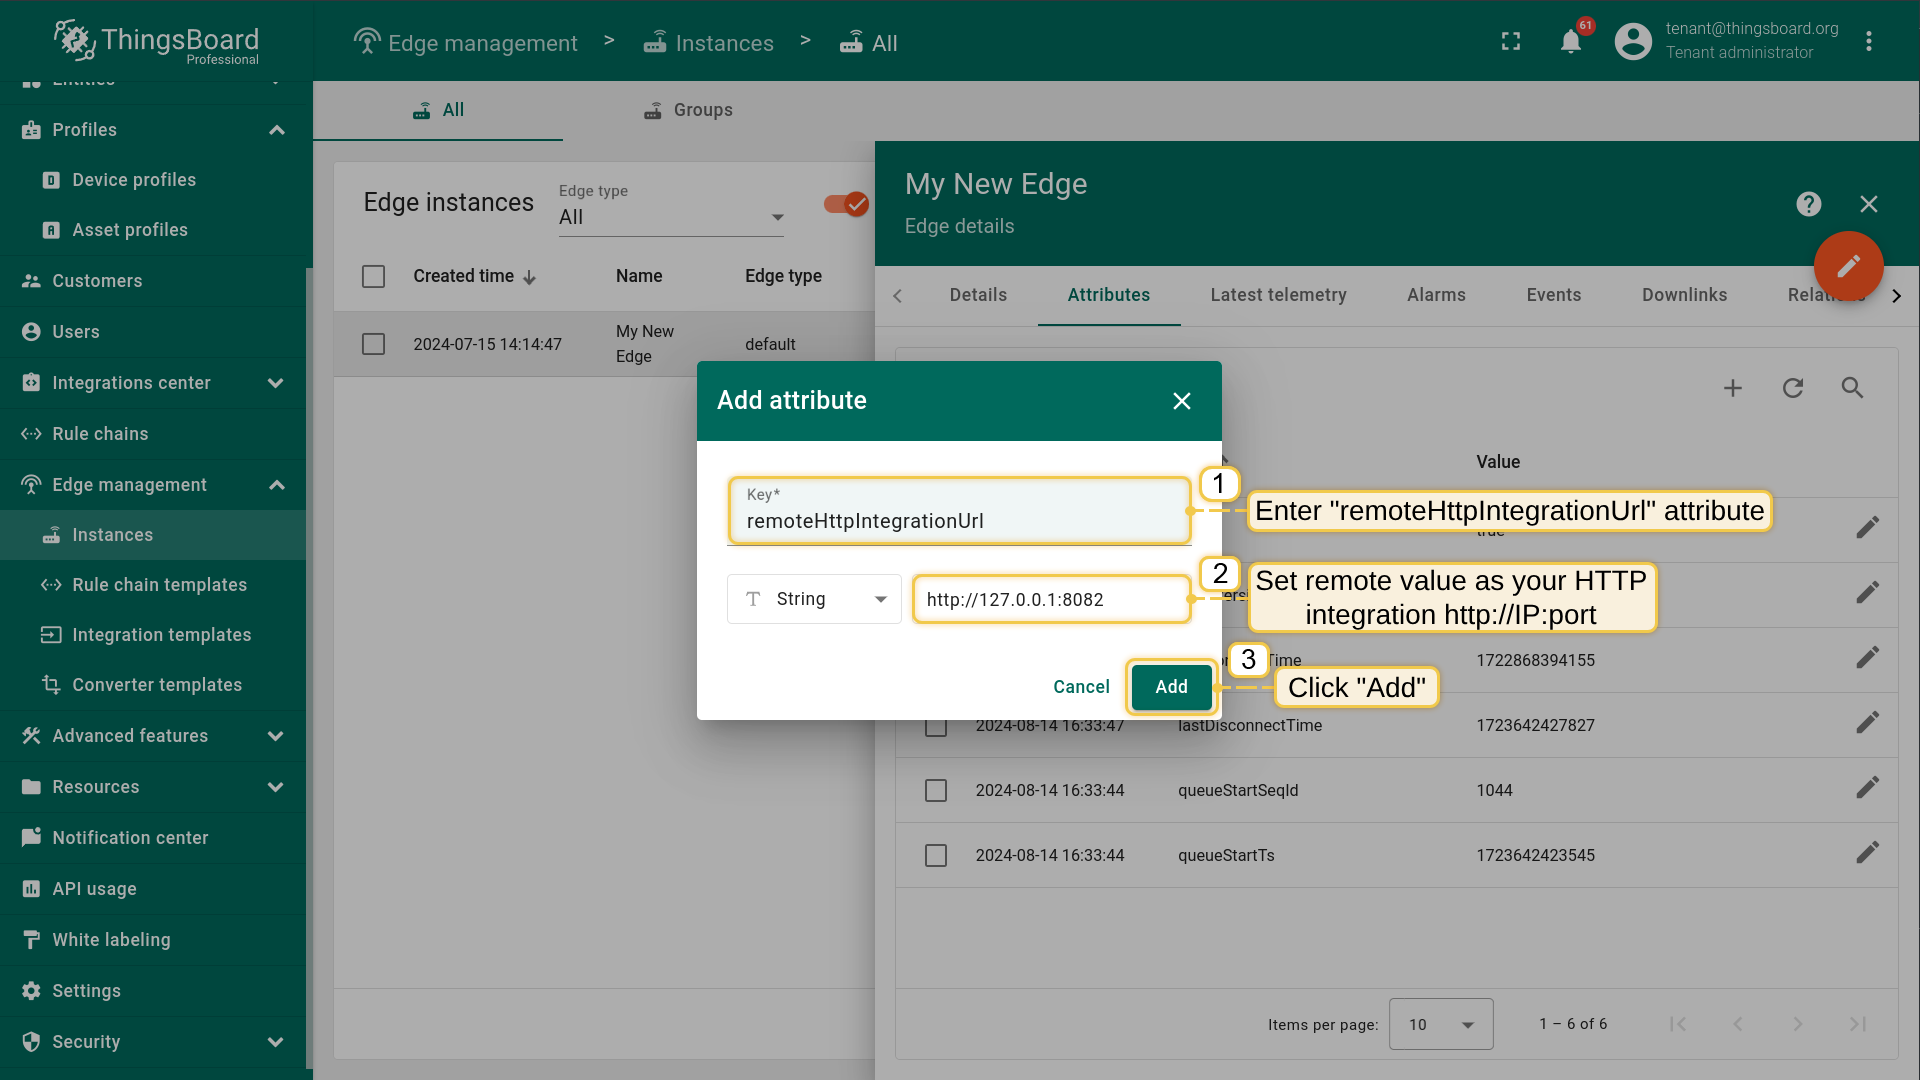 ThingsBoard
Professional
Edge management > Instances > All
61
tenant@thingsboard.org
Tenant administrator
Entities
Profiles
Device profiles
Asset profiles
Customers
Users
Integrations center
Rule chains
Edge management
Instances
Rule chain templates
Integration templates
Converter templates
Advanced features
Resources
Notification center
API usage
White labeling
Settings
Security
All
Groups
Edge instances
Edge type
All
Created time
Name
Edge type
2024-07-15 14:14:47
My New
Edge
default
My New Edge
Edge details
Details
Attributes
Latest telemetry
Alarms
Events
Downlinks
Value
true
Add attribute
Key*
remoteHttpIntegrationUrl
1
Enter "remoteHttpIntegrationUrl" attribute
String
http://127.0.0.1:8082
2
Set remote value as your HTTP
integration http://IP:port
1722868394155
Cancel
Add
3
Click "Add"
2024-08-14 16:33:47
lastDisconnectTime
1723642427827
2024-08-14 16:33:44
queueStartSeqId
1044
2024-08-14 16:33:44
queueStartTs
1723642423545
Items per page:
10
1 – 6 of 6